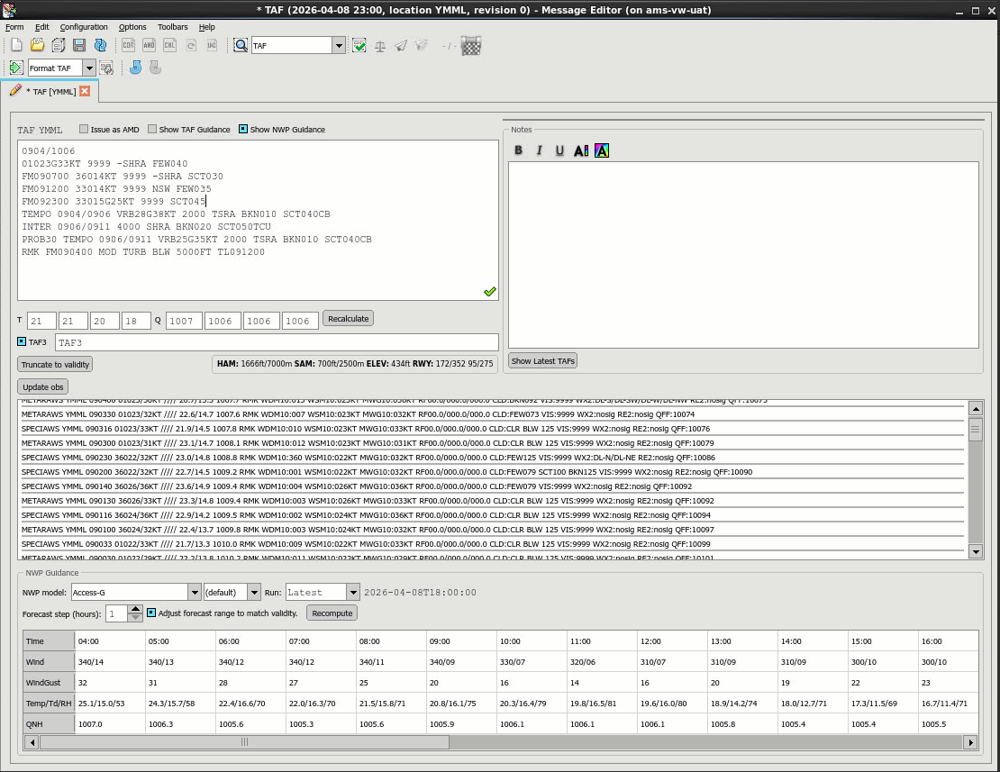 * TAF (2026-04-08 23:00, location YMML, revision 0) - Message Editor (on ams-vw-uat)
Form Edit Configuration Options Toolbars Help
COR AMD CNL TAF
Format TAF
* TAF [YMML]
TAF YMML Issue as AMD Show TAF Guidance Show NWP Guidance
0904/1006
01023G33KT 9999 -SHRA FEW040
FM090700 36014KT 9999 -SHRA SCT030
FM091200 33014KT 9999 NSW FEW035
FM092300 33015G25KT 9999 SCT045
TEMPO 0904/0906 VRB28G38KT 2000 TSRA BKN010 SCT040CB
INTER 0906/0911 4000 SHRA BKN020 SCT050TCU
PROB30 TEMPO 0906/0911 VRB25G35KT 2000 TSRA BKN010 SCT040CB
RMK FM090400 MOD TURB BLW 5000FT TL091200
Notes
B I U A A
T 21 21 20 18 Q 1007 1006 1006 1006 Recalculate
TAF3 TAF3
Truncate to validity HAM: 1666ft/7000m SAM: 700ft/2500m ELEV: 434ft RWY: 172/352 95/275
Show Latest TAFs
Update obs
METARAWS YMML 090330 01023/32KT //// 22.6/14.7 1007.6 RMK WDM10:007 WSM10:023KT MWG10:032KT RF00.0/000.0/000.0 CLD:FEW073 VIS:9999 WX2:nosig RE2:nosig QFF:10074
SPECIAWS YMML 090316 01023/33KT //// 21.9/14.5 1007.8 RMK WDM10:010 WSM10:023KT MWG10:033KT RF00.0/000.0/000.0 CLD:CLR BLW 125 VIS:9999 WX2:nosig RE2:nosig QFF:10076
METARAWS YMML 090300 01023/31KT //// 23.1/14.7 1008.1 RMK WDM10:012 WSM10:023KT MWG10:031KT RF00.0/000.0/000.0 CLD:CLR BLW 125 VIS:9999 WX2:nosig RE2:nosig QFF:10079
SPECIAWS YMML 090230 36022/32KT //// 23.0/14.8 1008.8 RMK WDM10:360 WSM10:022KT MWG10:032KT RF00.0/000.0/000.0 CLD:FEW125 VIS:9999 WX2:DL-N/DL-NE RE2:nosig QFF:10086
SPECIAWS YMML 090200 36022/32KT //// 22.7/14.5 1009.2 RMK WDM10:001 WSM10:022KT MWG10:032KT RF00.0/000.0/000.0 CLD:FEW079 SCT100 BKN125 VIS:9999 WX2:nosig RE2:nosig QFF:10090
SPECIAWS YMML 090140 36026/36KT //// 23.6/14.9 1009.4 RMK WDM10:004 WSM10:026KT MWG10:036KT RF00.0/000.0/000.0 CLD:FEW079 VIS:9999 WX2:nosig RE2:nosig QFF:10092
METARAWS YMML 090130 36026/33KT //// 23.3/14.8 1009.4 RMK WDM10:003 WSM10:026KT MWG10:033KT RF00.0/000.0/000.0 CLD:CLR BLW 125 VIS:9999 WX2:nosig RE2:nosig QFF:10092
SPECIAWS YMML 090116 36024/36KT //// 22.9/14.2 1009.5 RMK WDM10:002 WSM10:024KT MWG10:036KT RF00.0/000.0/000.0 CLD:CLR BLW 125 VIS:9999 WX2:nosig RE2:nosig QFF:10094
METARAWS YMML 090100 36024/32KT //// 22.4/13.7 1009.8 RMK WDM10:003 WSM10:024KT MWG10:032KT RF00.0/000.0/000.0 CLD:CLR BLW 125 VIS:9999 WX2:nosig RE2:nosig QFF:10097
SPECIAWS YMML 090033 01022/33KT //// 21.7/13.3 1010.0 RMK WDM10:009 WSM10:022KT MWG10:033KT RF00.0/000.0/000.0 CLD:CLR BLW 125 VIS:9999 WX2:nosig RE2:nosig QFF:10099
NWP Guidance
NWP model: Access-G (default) Run: Latest 2026-04-08T18:00:00
Forecast step (hours): 1 Adjust forecast range to match validity. Recompute
Time 04:00 05:00 06:00 07:00 08:00 09:00 10:00 11:00 12:00 13:00 14:00 15:00 16:00
Wind 340/14 340/13 340/12 340/12 340/11 340/09 330/07 320/06 310/07 310/09 310/09 300/10 300/10
WindGust 32 31 28 27 25 20 16 14 16 20 19 22 23
Temp/Td/RH 25.1/15.0/53 24.3/15.7/58 22.4/16.6/70 22.0/16.3/70 21.5/15.8/71 20.8/16.1/75 20.3/16.4/79 19.8/16.5/81 19.6/16.0/80 18.9/14.2/74 18.0/12.7/71 17.3/11.5/69 16.7/11.4/71
QNH 1007.0 1006.3 1005.6 1005.3 1005.6 1005.9 1006.1 1006.1 1006.1 1005.8 1005.4 1005.4 1005.5